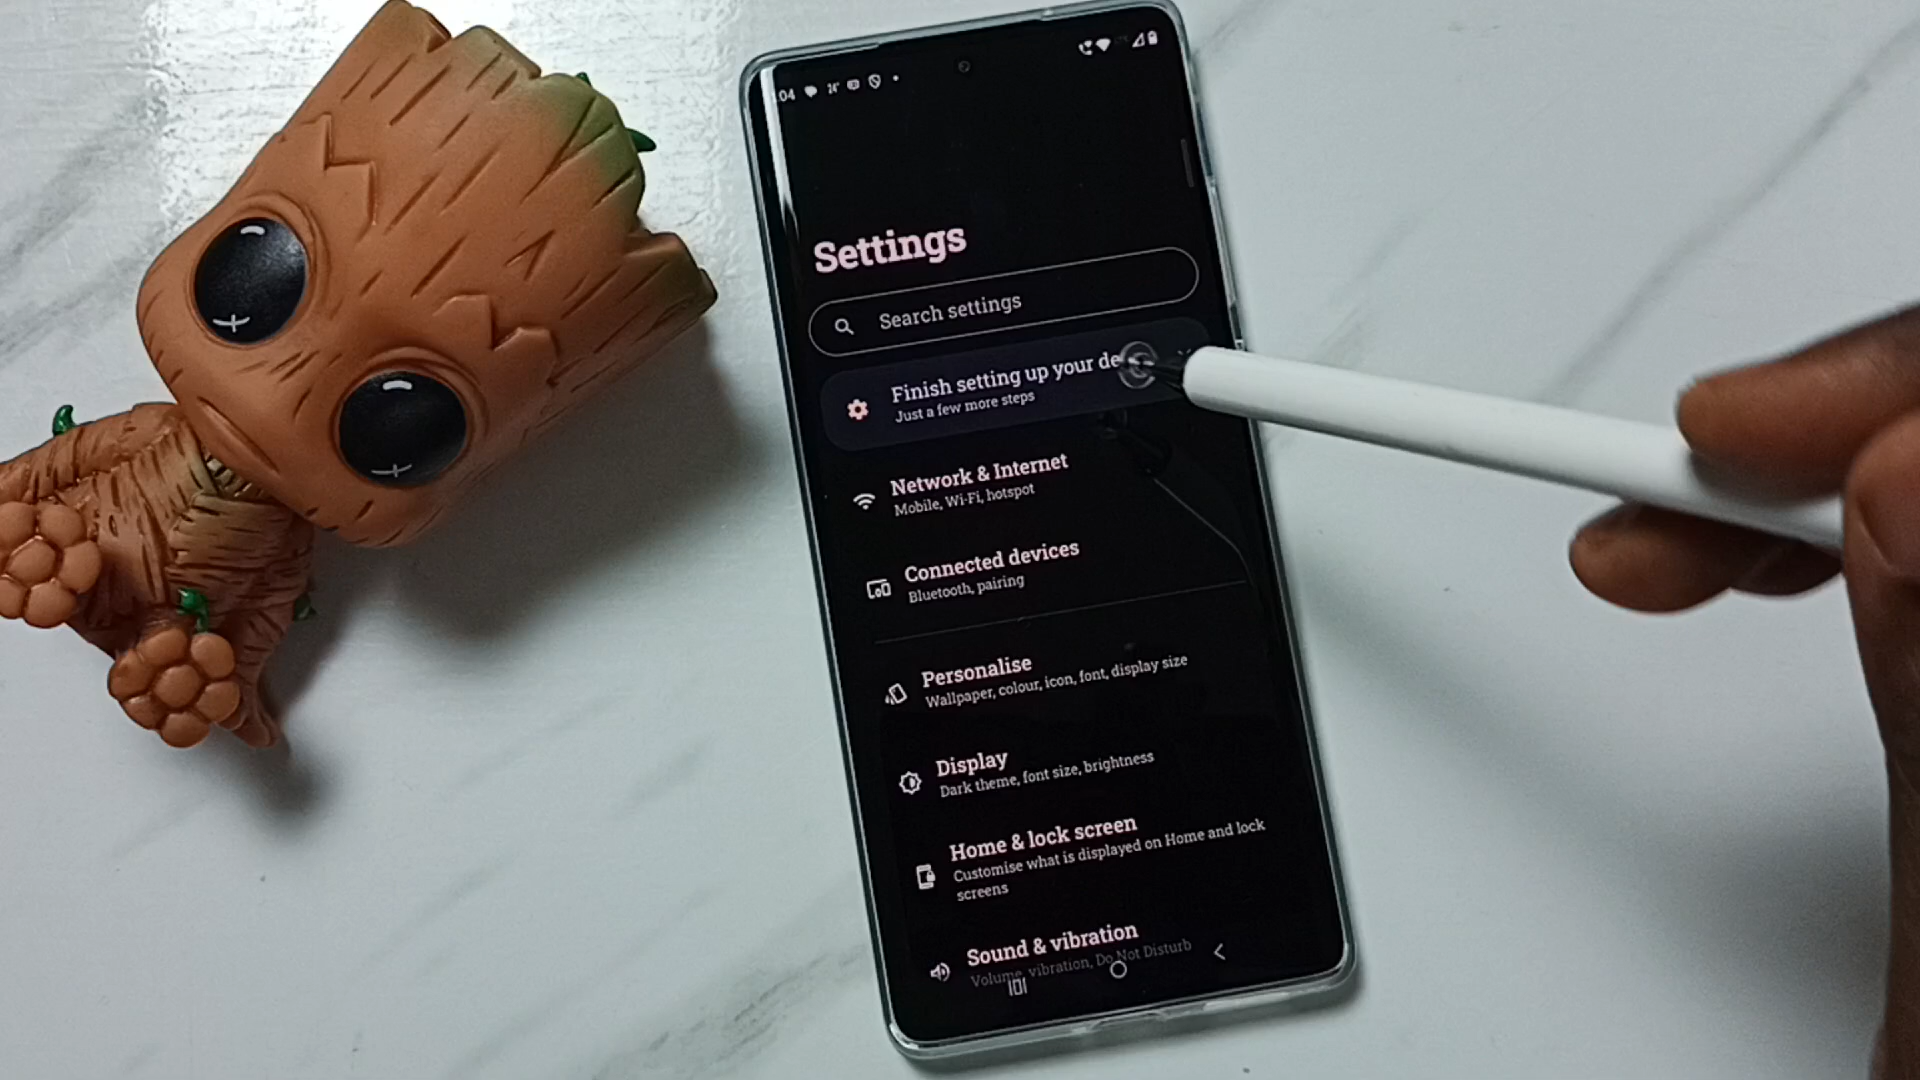 :04 24°
Settings
Search settings
Finish setting up your de
Just a few more steps
Network & Internet
Mobile, Wi-Fi, hotspot
Connected devices
Bluetooth, pairing
Personalise
Wallpaper, colour, icon, font, display size
Display
Dark theme, font size, brightness
Home & lock screen
Customise what is displayed on Home and lock
screens
Sound & vibration
Volume, vibration, Do Not Disturb